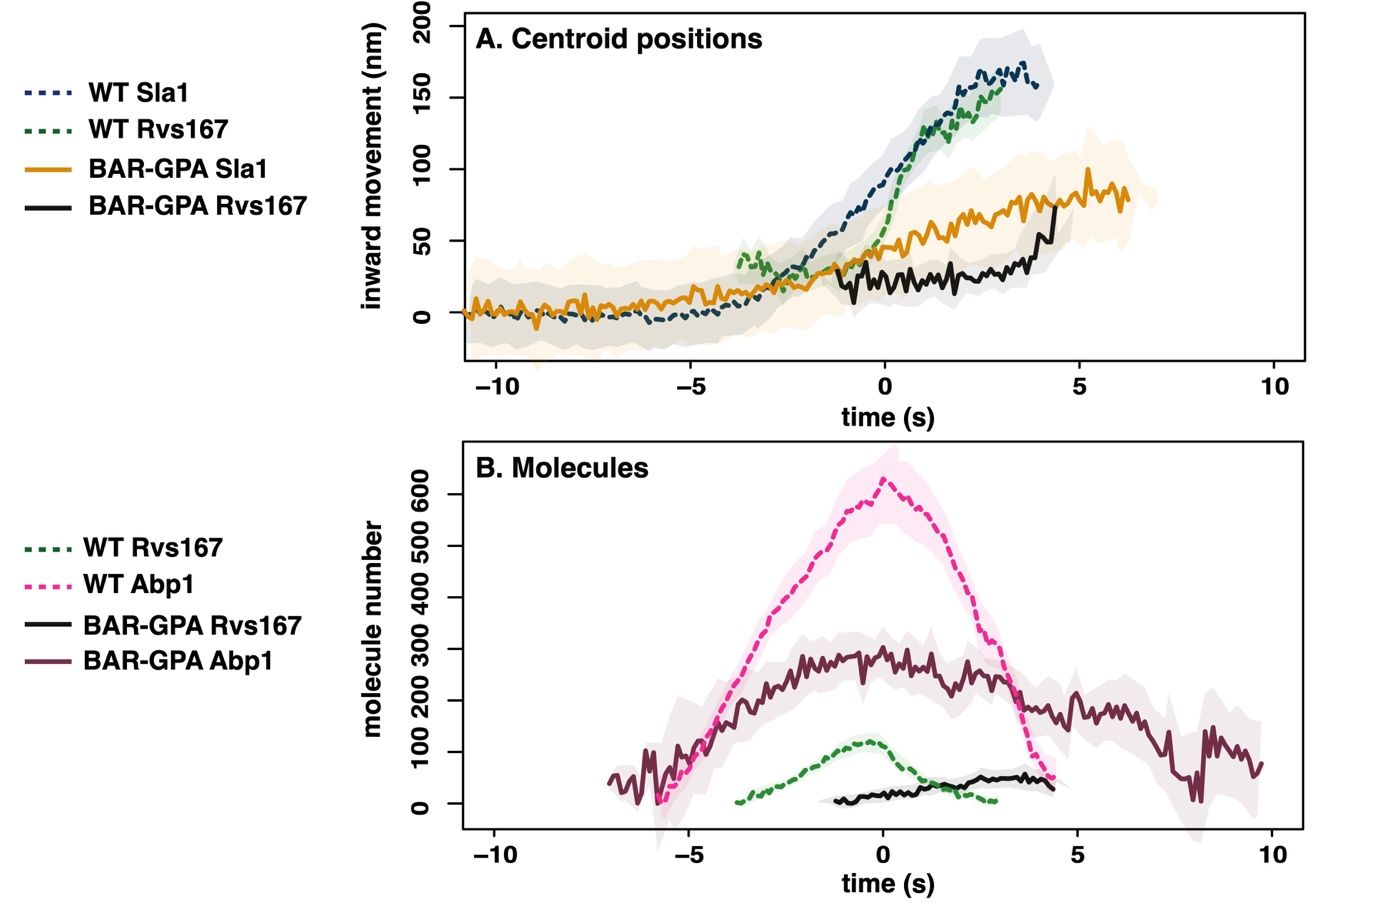 A. Centroid positions
WT Sla1
WT Rvs167
BAR-GPA Sla1
BAR-GPA Rvs167
inward movement (nm)
200
150
100
50
0
−10
−5
0
5
10
time (s)
B. Molecules
WT Rvs167
WT Abp1
BAR-GPA Rvs167
BAR-GPA Abp1
molecule number
600
500
400
300
200
100
0
−10
−5
0
5
10
time (s)